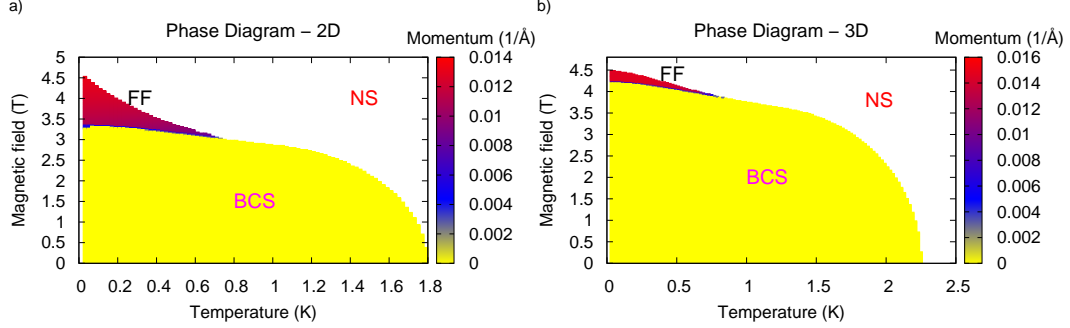 a)
Phase Diagram – 2D
Momentum (1/Å)
Magnetic field (T)
5
4.5
4
3.5
3
2.5
2
1.5
1
0.5
0
FF
NS
BCS
0 0.2 0.4 0.6 0.8 1 1.2 1.4 1.6 1.8
Temperature (K)
0.014
0.012
0.01
0.008
0.006
0.004
0.002
0
b)
Phase Diagram – 3D
Momentum (1/Å)
Magnetic field (T)
4.5
4
3.5
3
2.5
2
1.5
1
0.5
0
FF
NS
BCS
0 0.5 1 1.5 2 2.5
Temperature (K)
0.016
0.014
0.012
0.01
0.008
0.006
0.004
0.002
0